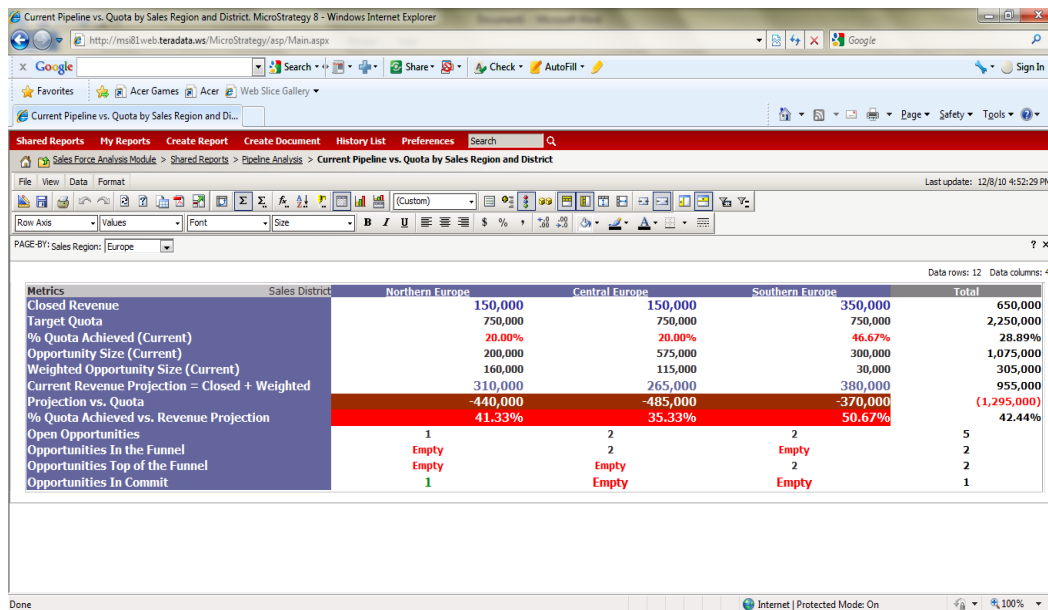 Current Pipeline vs. Quota by Sales Region and District. MicroStrategy 8 - Windows Internet Explorer
http://msi81web.teradata.ws/MicroStrategy/asp/Main.aspx
Google
x Google Search Share Check AutoFill Sign In
Favorites Acer Games Acer Web Slice Gallery
Current Pipeline vs. Quota by Sales Region and Di... Page Safety Tools
Shared Reports My Reports Create Report Create Document History List Preferences Search
Sales Force Analysis Module > Shared Reports > Pipeline Analysis > Current Pipeline vs. Quota by Sales Region and District
File View Data Format Last update: 12/8/10 4:52:29 PM
(Custom)
Row Axis Values Font Size B I U $ % ,
PAGE-BY: Sales Region: Europe ? x
Data rows: 12 Data columns: 4
Metrics Sales District Northern Europe Central Europe Southern Europe Total
Closed Revenue 150,000 150,000 350,000 650,000
Target Quota 750,000 750,000 750,000 2,250,000
% Quota Achieved (Current) 20.00% 20.00% 46.67% 28.89%
Opportunity Size (Current) 200,000 575,000 300,000 1,075,000
Weighted Opportunity Size (Current) 160,000 115,000 30,000 305,000
Current Revenue Projection = Closed + Weighted 310,000 265,000 380,000 955,000
Projection vs. Quota -440,000 -485,000 -370,000 (1,295,000)
% Quota Achieved vs. Revenue Projection 41.33% 35.33% 50.67% 42.44%
Open Opportunities 1 2 2 5
Opportunities In the Funnel Empty 2 Empty 2
Opportunities Top of the Funnel Empty Empty 2 2
Opportunities In Commit 1 Empty Empty 1
Done Internet | Protected Mode: On 100%